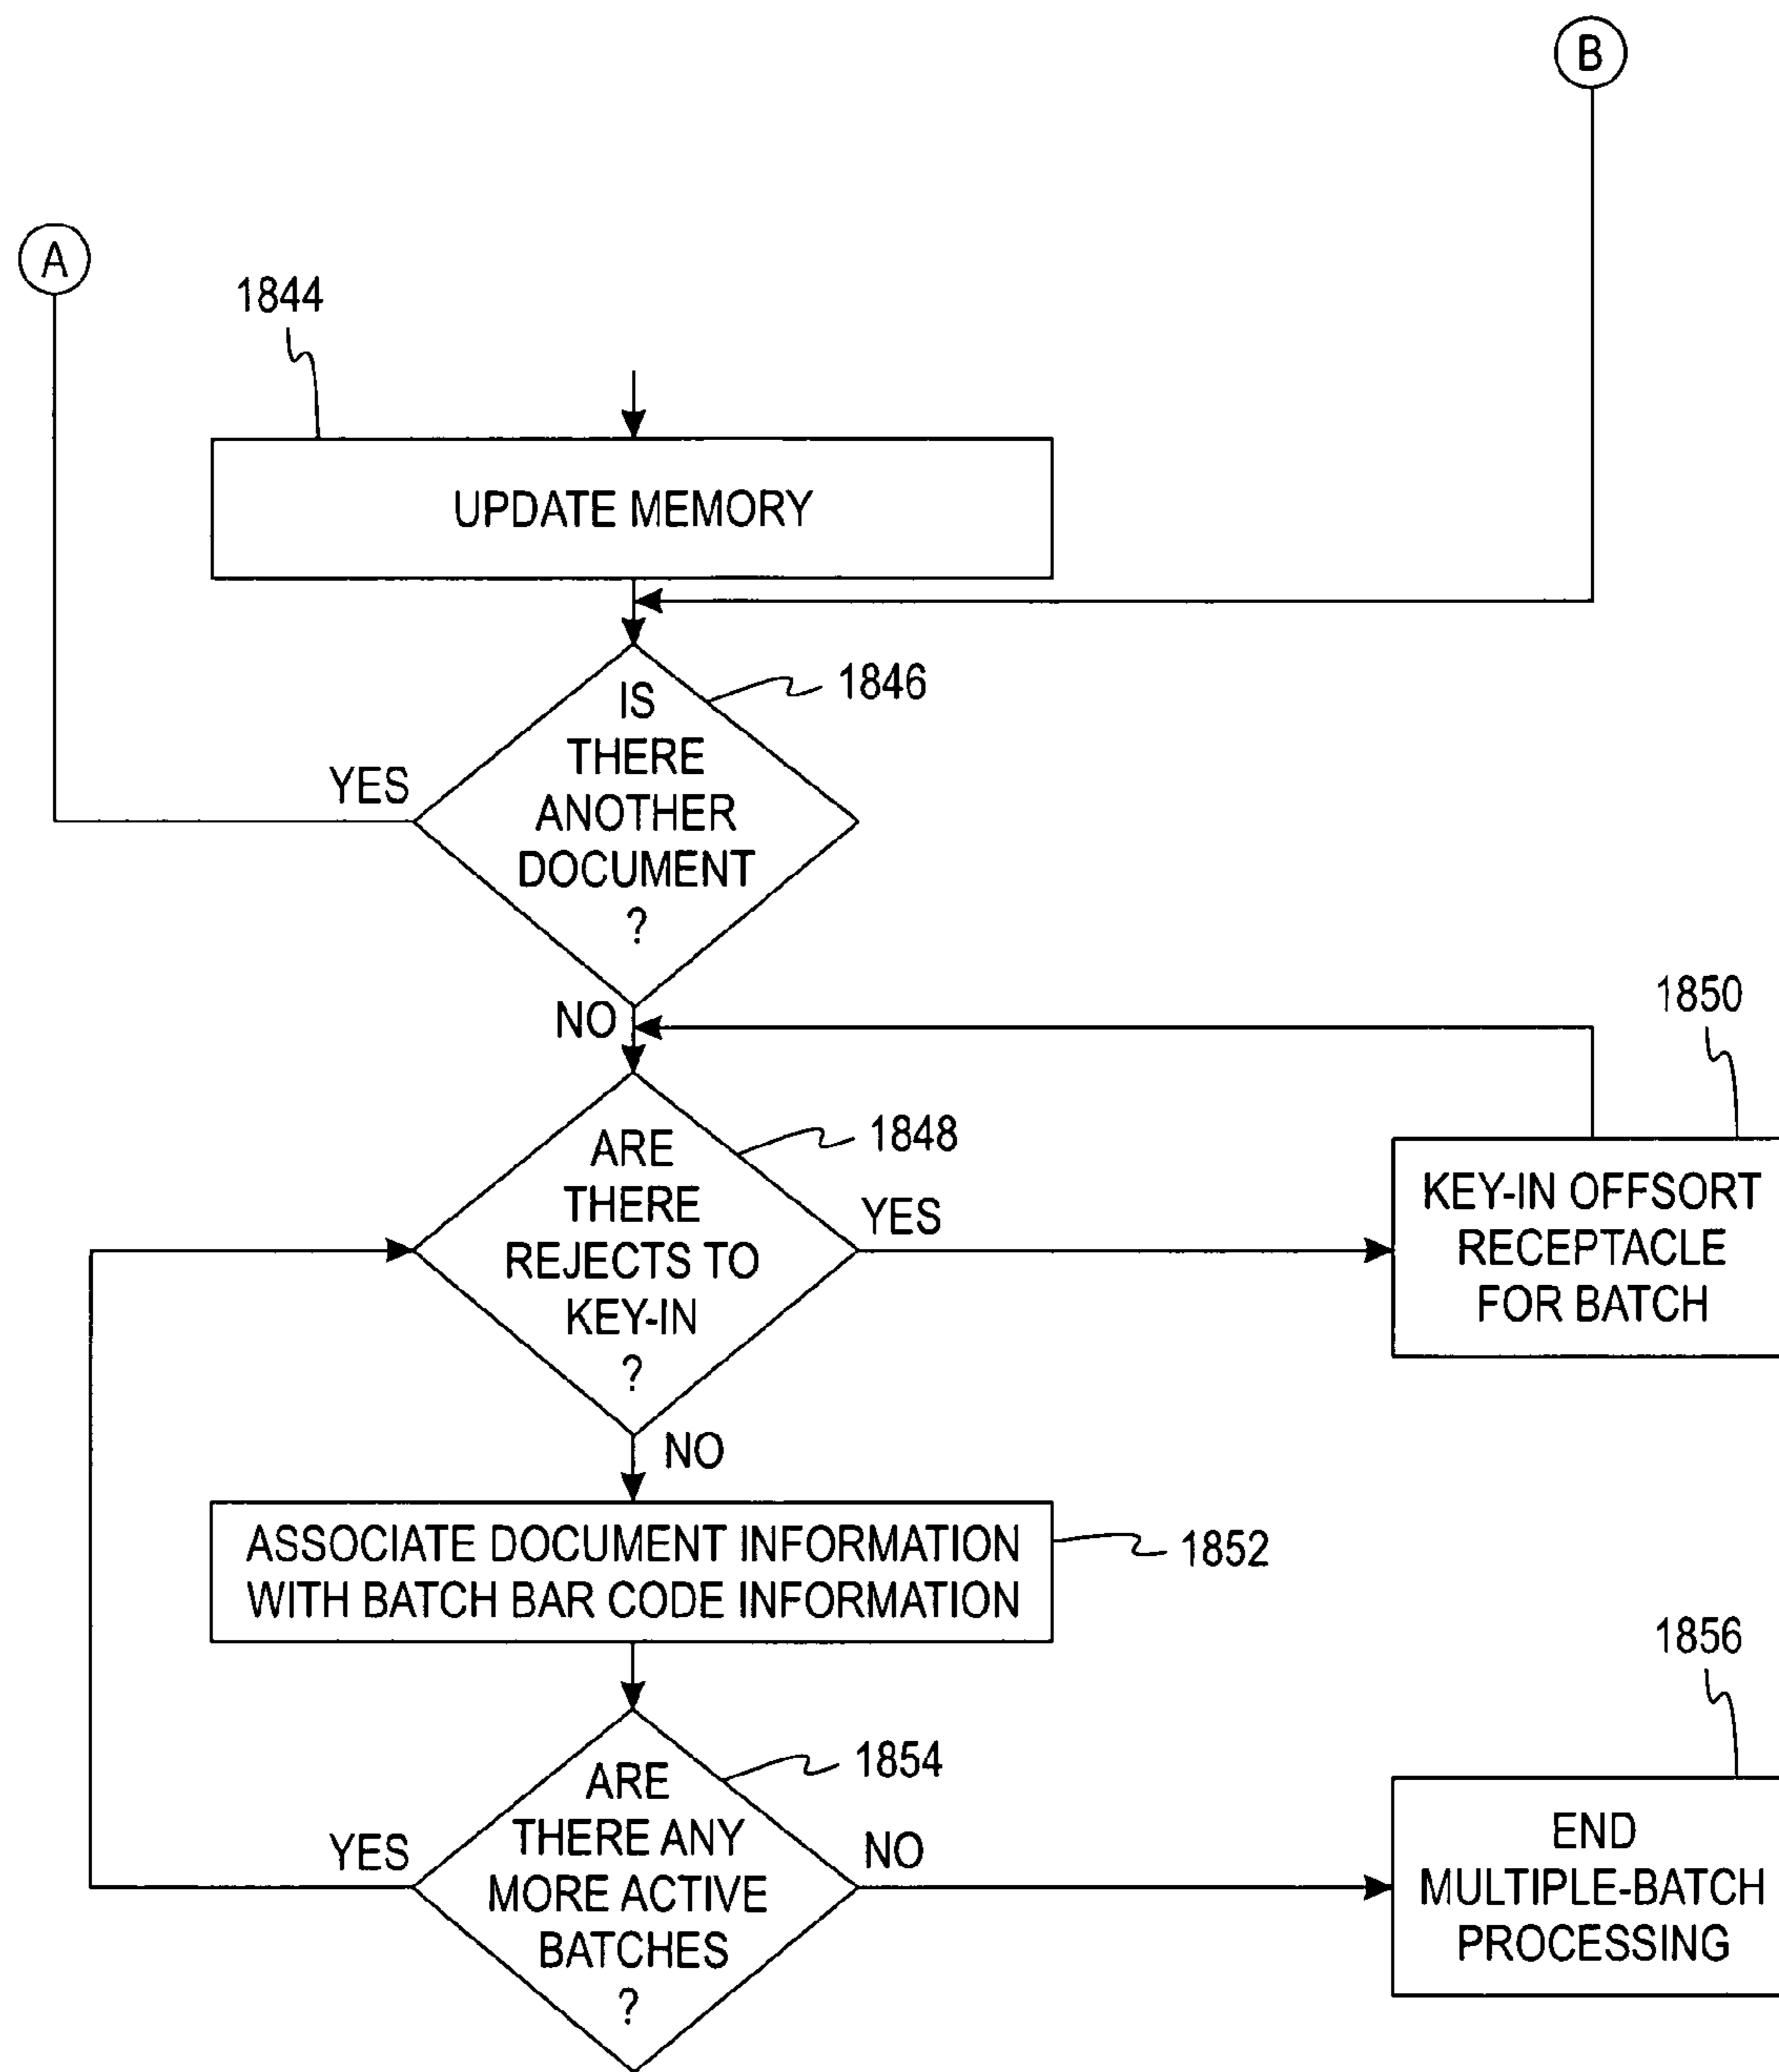 B
A
1844
UPDATE MEMORY
1846
IS
THERE
ANOTHER
DOCUMENT
?
YES
NO
1850
1848
ARE
THERE
REJECTS TO
KEY-IN
?
YES
KEY-IN OFFSORT
RECEPTACLE
FOR BATCH
NO
ASSOCIATE DOCUMENT INFORMATION
WITH BATCH BAR CODE INFORMATION
1852
1856
1854
ARE
THERE ANY
MORE ACTIVE
BATCHES
?
YES
NO
END
MULTIPLE-BATCH
PROCESSING